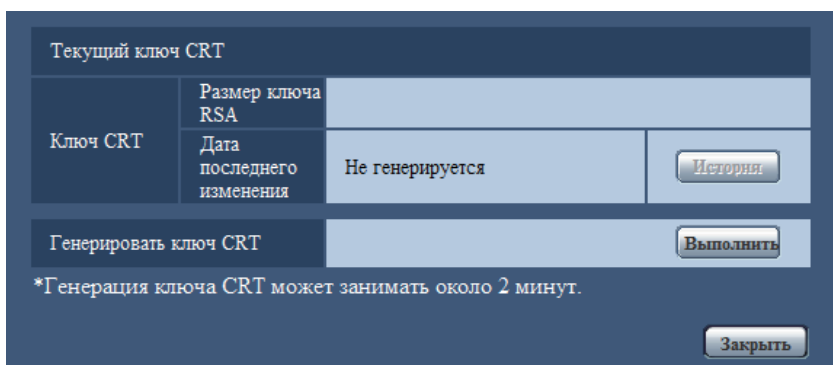 Текущий ключ CRT
Ключ CRT
Размер ключа
RSA
Дата
последнего
изменения
Не генерируется
История
Генерировать ключ CRT
Выполнить
*Генерация ключа CRT может занимать около 2 минут.
Закрыть